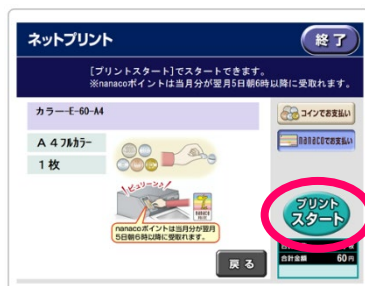 ネットプリント
終了
[プリントスタート]でスタートできます。
※nanacoポイントは当月分が翌月5日朝6時以降に受取れます。
カラー-E-60-A4
コインでお支払い
nanacoでお支払い
A4フルカラー
1枚
ピュリーン♪
nanacoポイントは当月分が翌月
5日朝6時以降に受取れます。
プリント
スタート
合計金額 60円
戻る